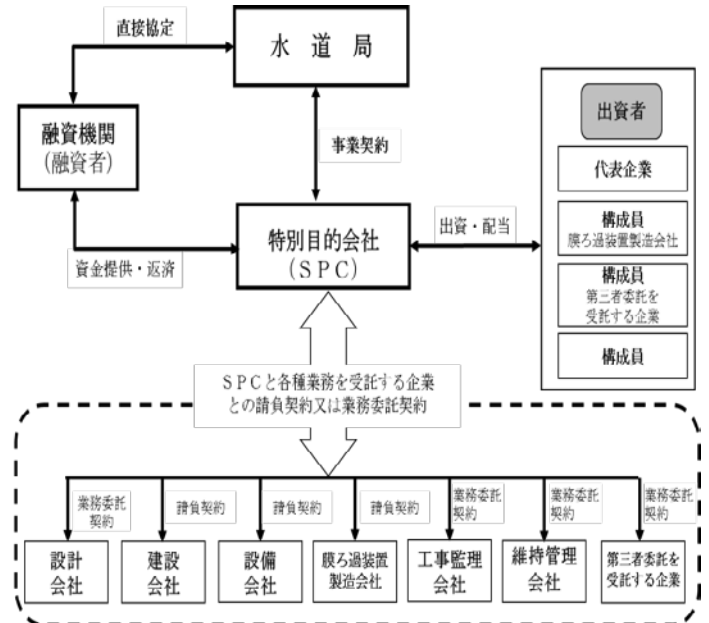 直接協定
水道局
融資機関
(融資者)
事業契約
出資者
代表企業
構成員
膜ろ過装置製造会社
構成員
第三者委託を
受託する企業
構成員
特別目的会社
(ＳＰＣ)
出資・配当
資金提供・返済
ＳＰＣと各種業務を受託する企業
との請負契約又は業務委託契約
業務委託
契約
請負契約
請負契約
請負契約
業務委託
契約
業務委託
契約
業務委託
契約
設計
会社
建設
会社
設備
会社
膜ろ過装置
製造会社
工事監理
会社
維持管理
会社
第三者委託を
受託する企業